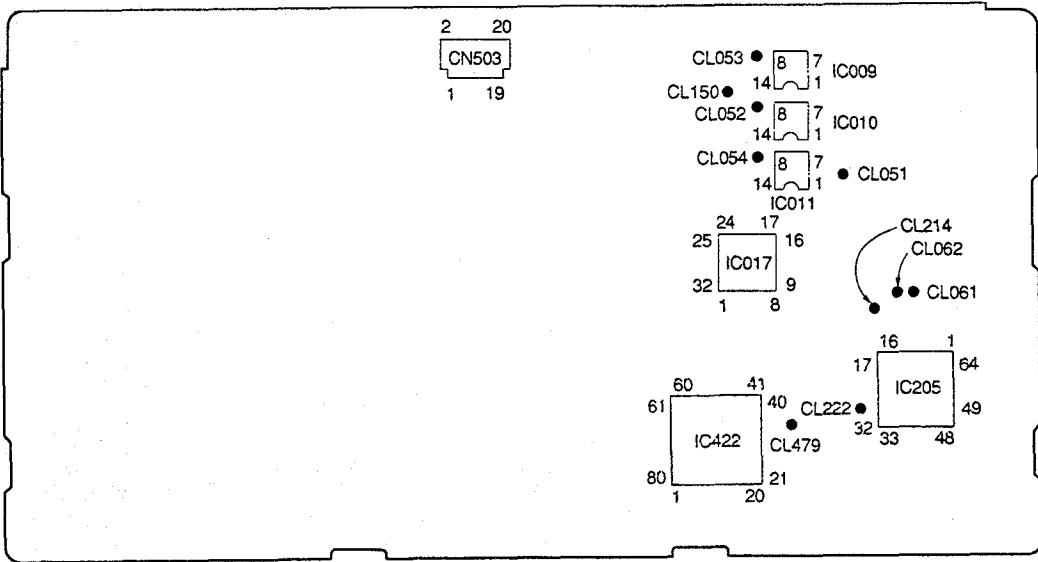 2 20
CN503
1 19
CL053
8 7
14 1
IC009
CL150
CL052
8 7
14 1
IC010
CL054
8 7
14 1
IC011
CL051
24 17
25 16
IC017
32 9
1 8
CL214
CL062
CL061
16 1
17 64
IC205
32 49
33 48
CL222
60 41
61 40
IC422
80 21
1 20
CL479